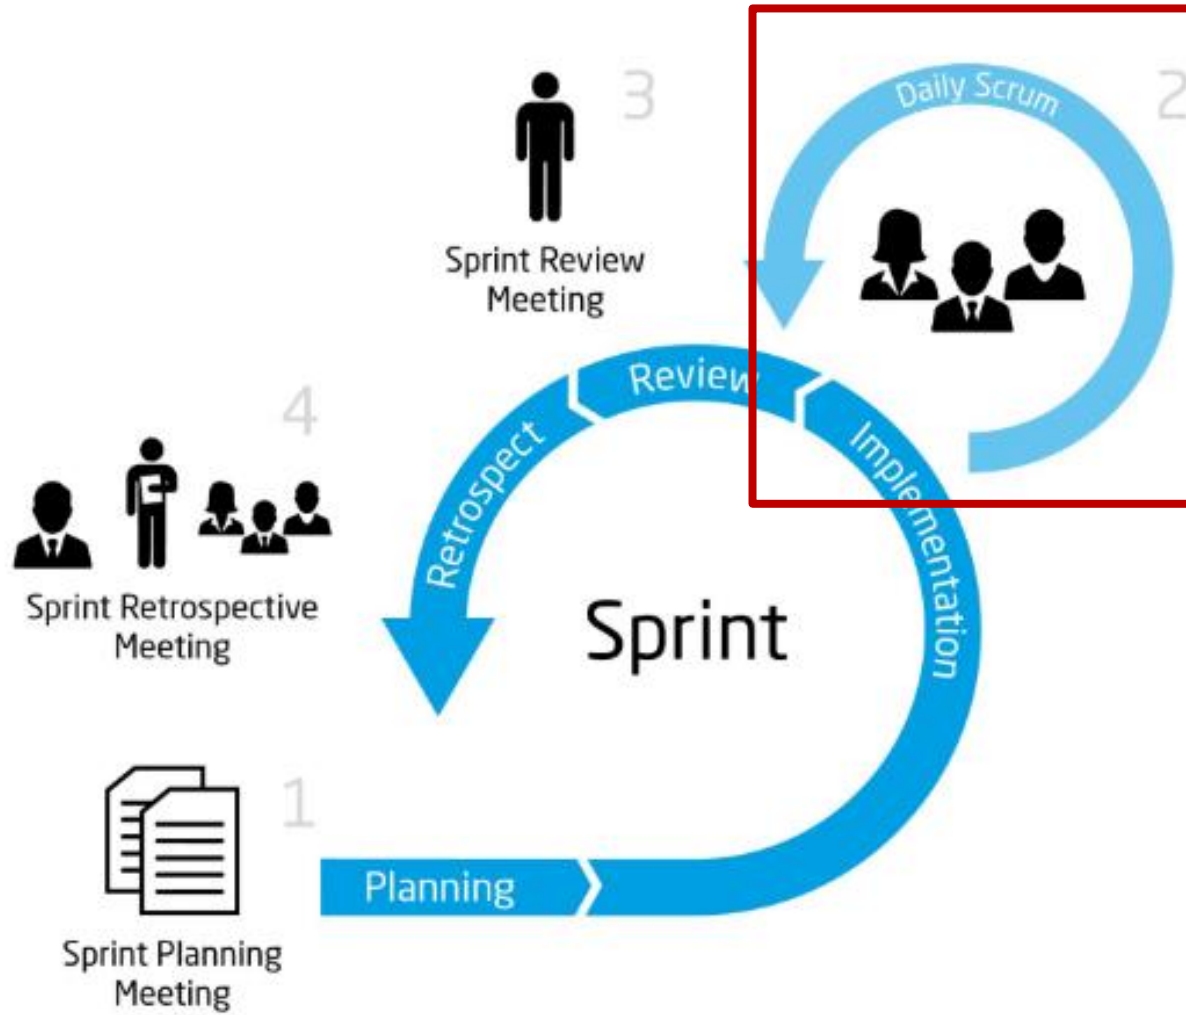 3
Daily Scrum
2
Sprint Review
Meeting
Review
Retrospect
Implementation
4
Sprint Retrospective
Meeting
Sprint
1
Planning
Sprint Planning
Meeting